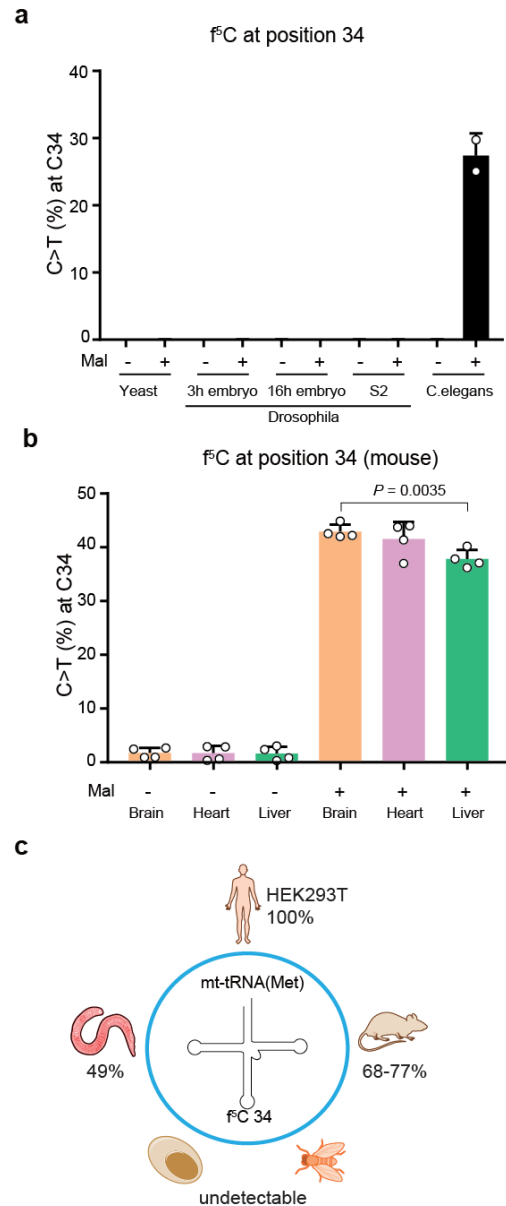 a
f⁵C at position 34
C>T (%) at C34
40
30
20
10
0
Mal - + - + - + - + - +
Yeast 3h embryo 16h embryo S2 C.elegans
Drosophila
b
f⁵C at position 34 (mouse)
P = 0.0035
C>T (%) at C34
50
40
30
20
10
0
Mal - - - + + +
Brain Heart Liver Brain Heart Liver
c
HEK293T
100%
mt-tRNA(Met)
49%
68-77%
f⁵C 34
undetectable